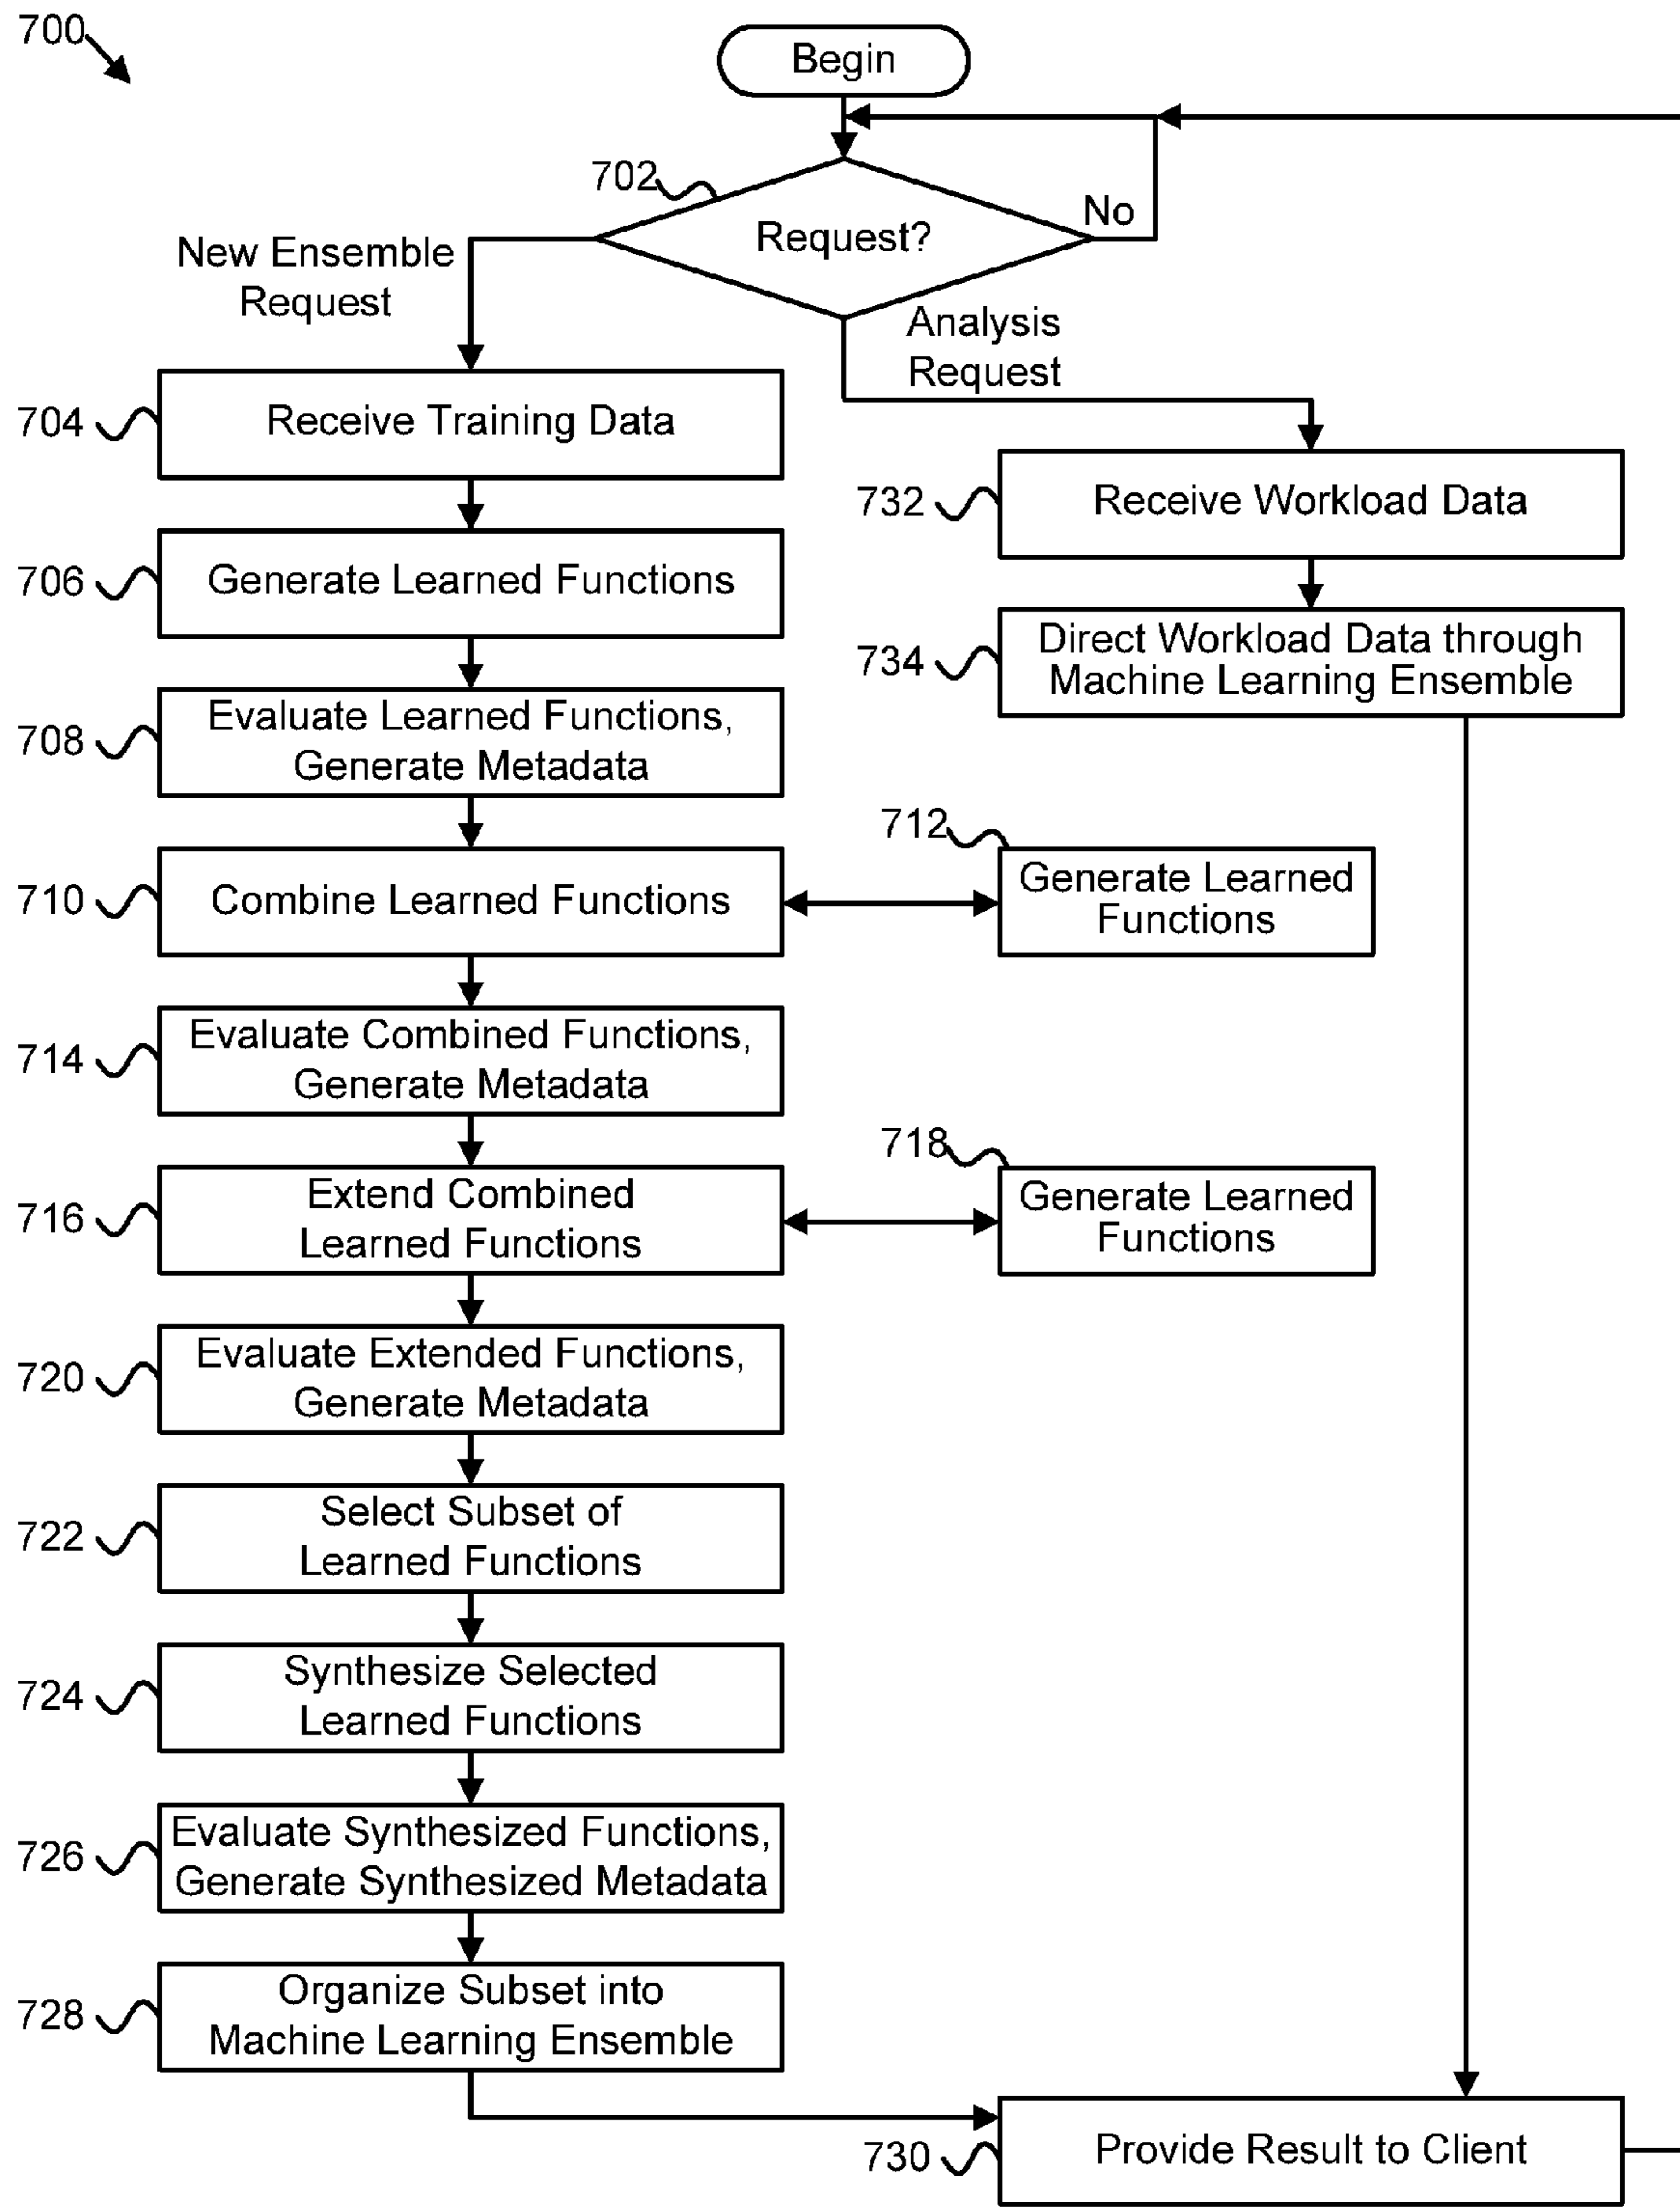 700
Begin
702
Request?
No
New Ensemble
Request
Analysis
Request
704
Receive Training Data
732
Receive Workload Data
706
Generate Learned Functions
734
Direct Workload Data through
Machine Learning Ensemble
708
Evaluate Learned Functions,
Generate Metadata
710
Combine Learned Functions
712
Generate Learned
Functions
714
Evaluate Combined Functions,
Generate Metadata
716
Extend Combined
Learned Functions
718
Generate Learned
Functions
720
Evaluate Extended Functions,
Generate Metadata
722
Select Subset of
Learned Functions
724
Synthesize Selected
Learned Functions
726
Evaluate Synthesized Functions,
Generate Synthesized Metadata
728
Organize Subset into
Machine Learning Ensemble
730
Provide Result to Client